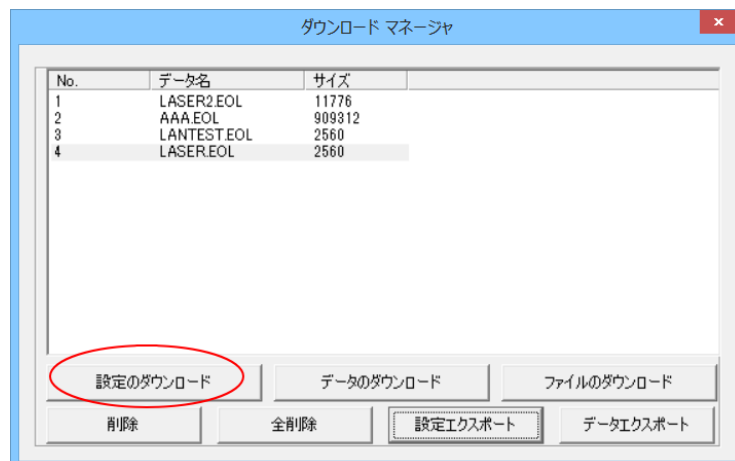 ダウンロード マネージャ
No. データ名 サイズ
1 LASER2.EOL 11776
2 AAA.EOL 909312
3 LANTEST.EOL 2560
4 LASER.EOL 2560
設定のダウンロード データのダウンロード ファイルのダウンロード
削除 全削除 設定エクスポート データエクスポート